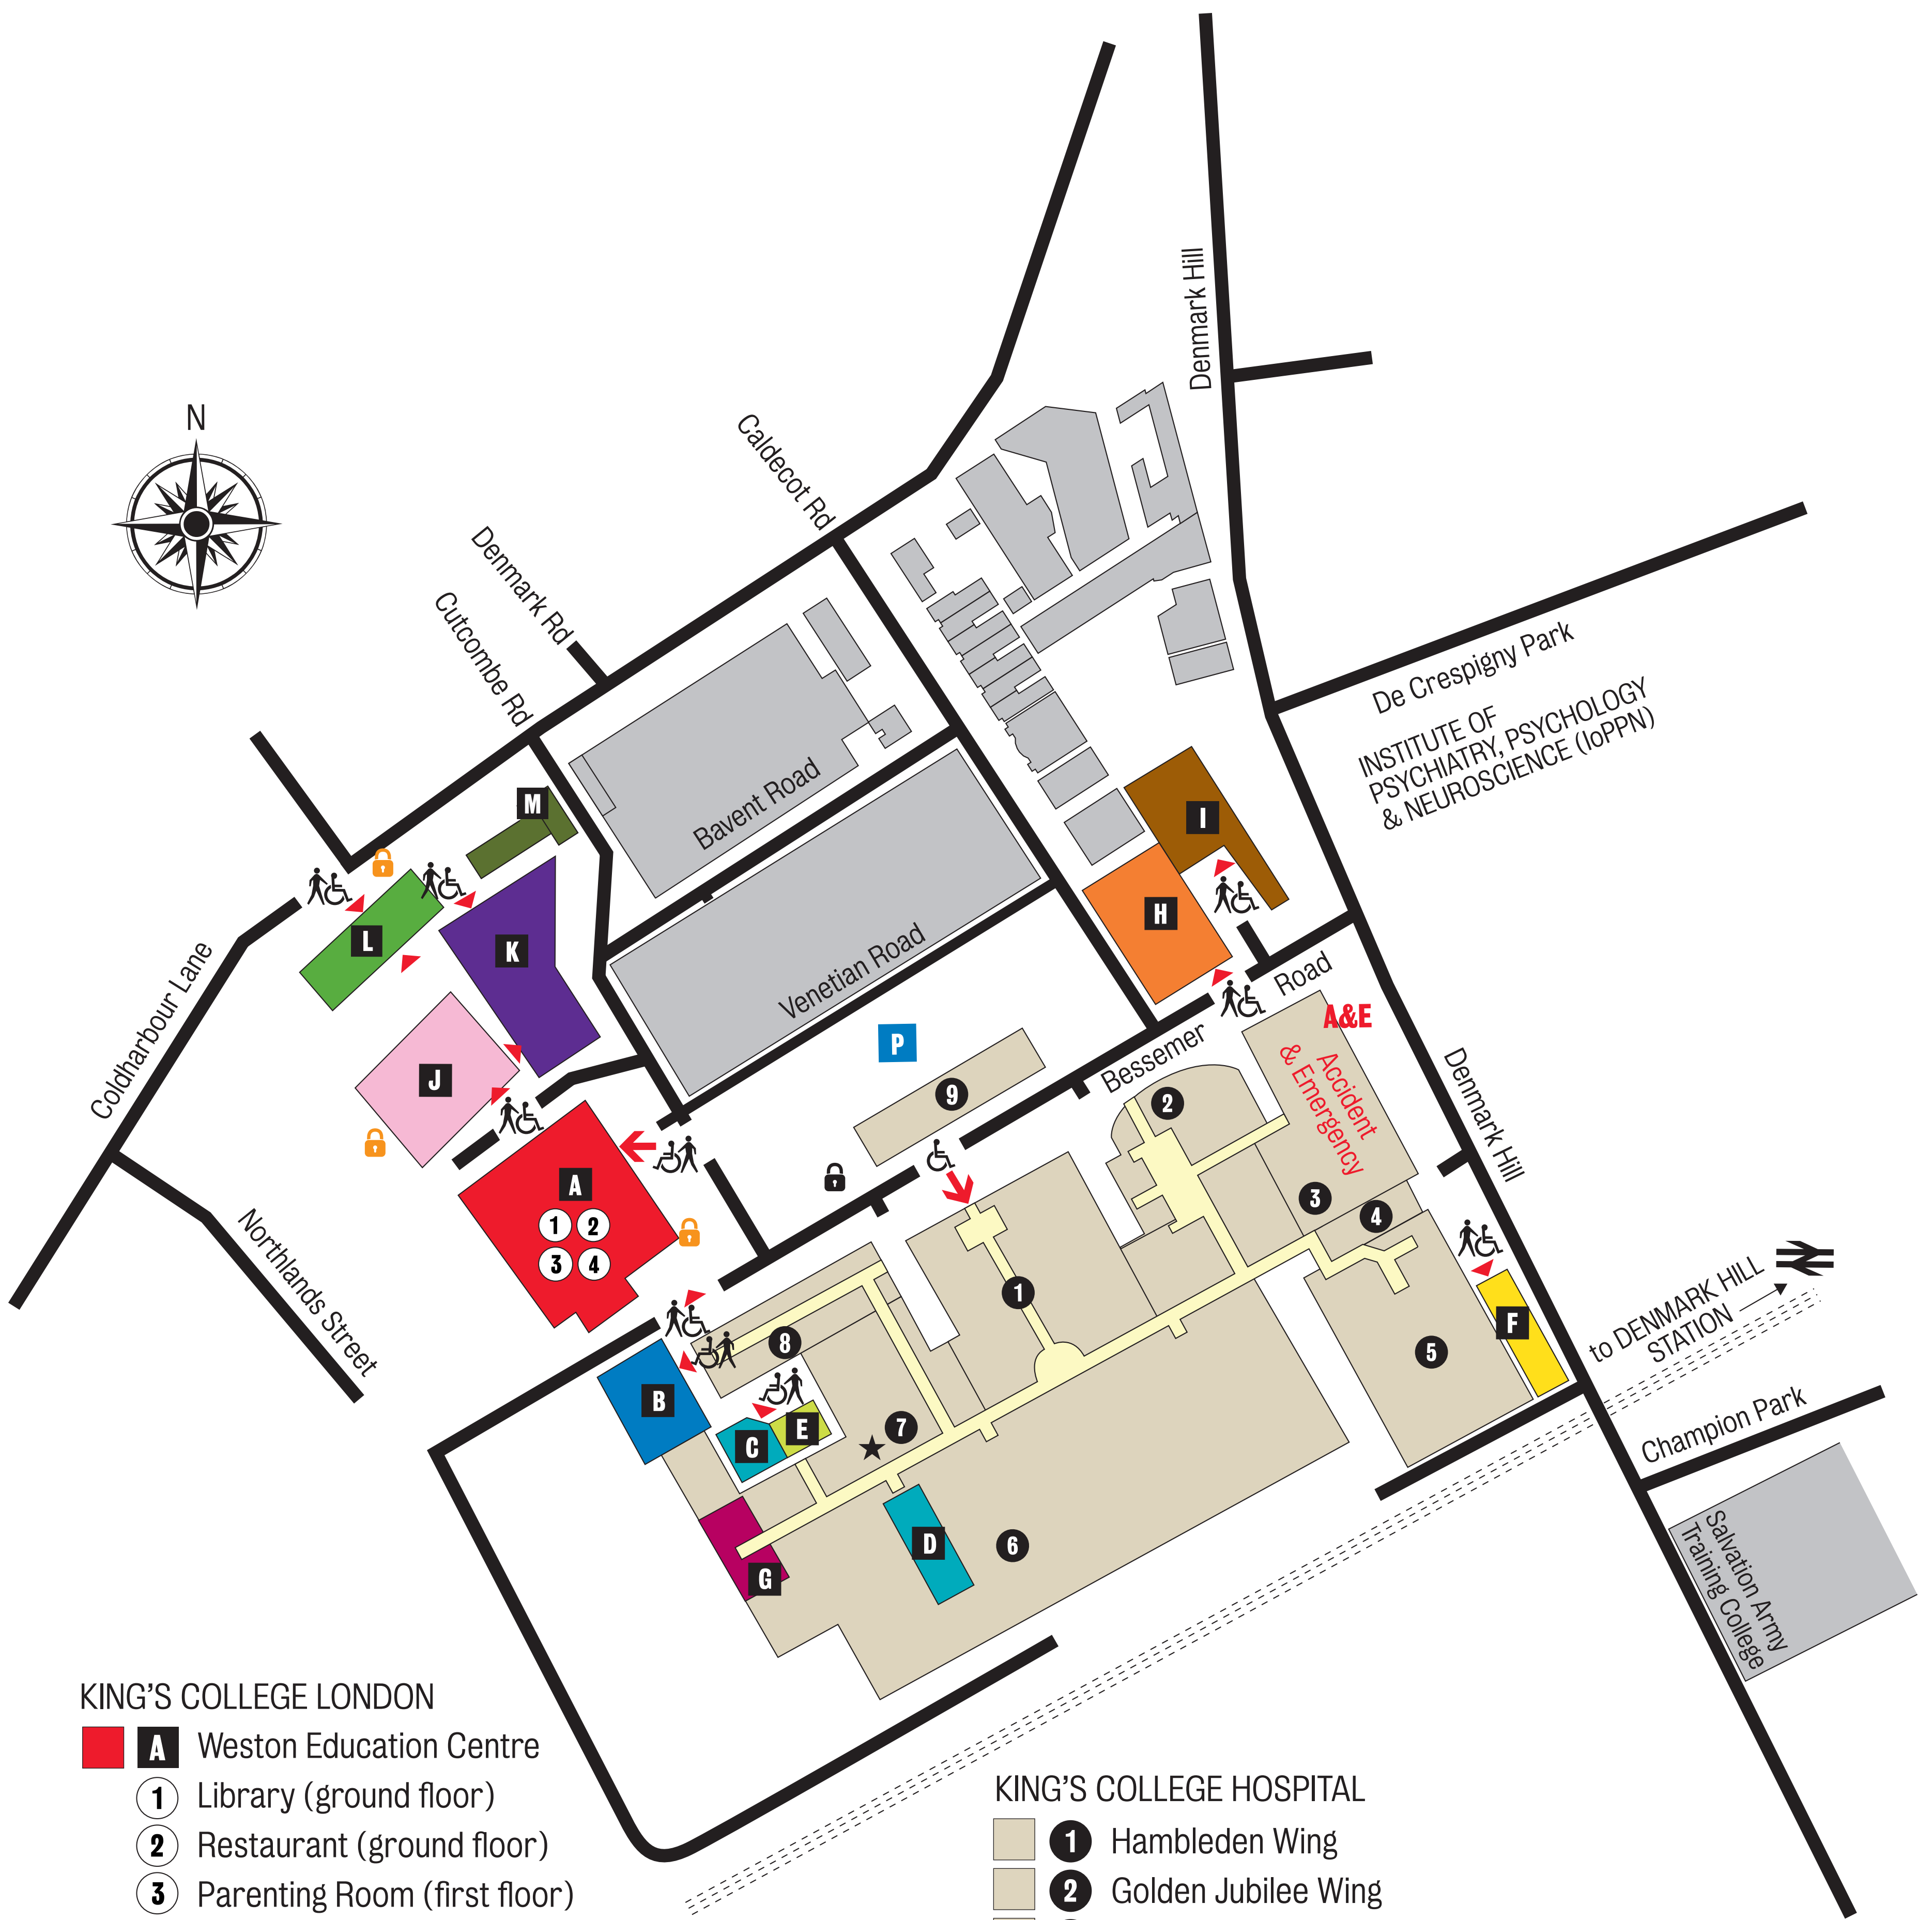 N
Denmark Hill
Caldecot Rd
Denmark Rd
Cutcombe Rd
De Crespigny Park
INSTITUTE OF
PSYCHIATRY, PSYCHOLOGY
& NEUROSCIENCE (IoPPN)
Bavent Road
Venetian Road
M
I
H
L
K
J
P
Coldharbour Lane
Northlands Street
Bessemer
Road
A&E
Accident
& Emergency
Denmark Hill
A
1
2
3
4
9
2
3
4
1
5
F
8
B
C
E
7
D
6
G
to DENMARK HILL
STATION
Champion Park
Salvation Army
Training College
KING'S COLLEGE LONDON
A Weston Education Centre
1 Library (ground floor)
2 Restaurant (ground floor)
3 Parenting Room (first floor)
KING'S COLLEGE HOSPITAL
1 Hambleden Wing
2 Golden Jubilee Wing